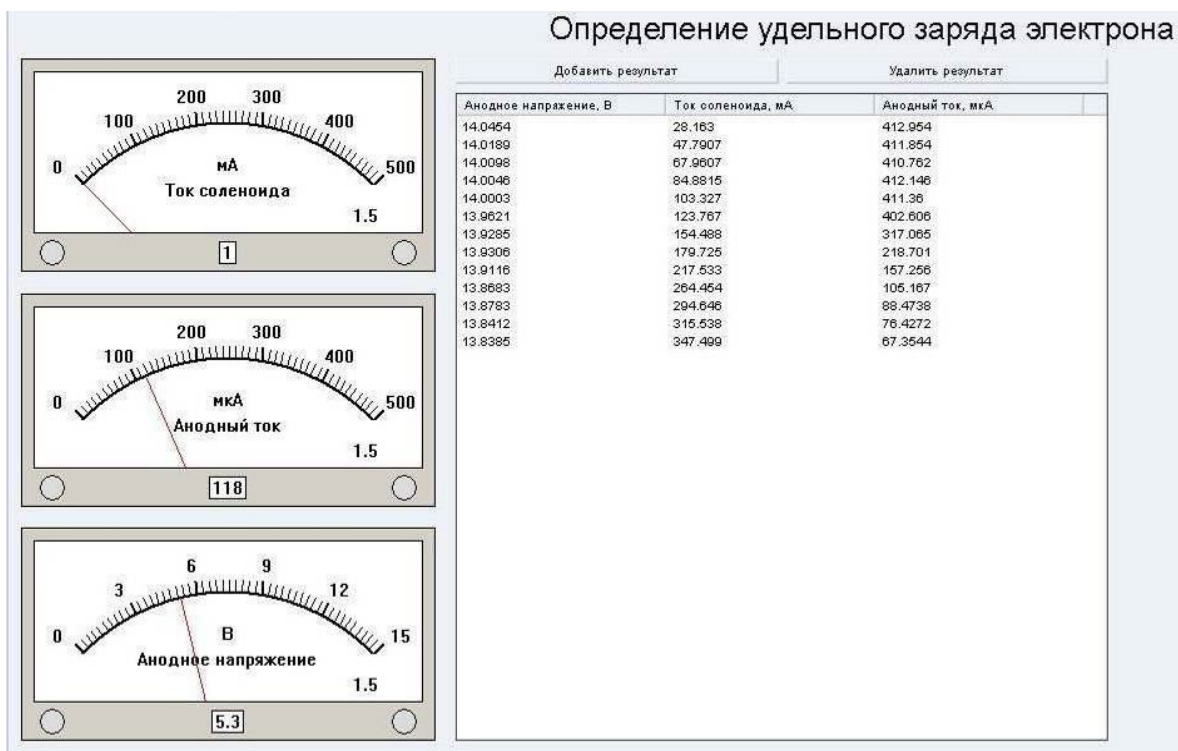 Определение удельного заряда электрона
Добавить результат Удалить результат
Анодное напряжение, В Ток соленоида, мА Анодный ток, мкА
14.0454 28.163 412.954
14.0189 47.7907 411.854
14.0098 67.9607 410.762
14.0046 84.8815 412.146
14.0003 103.327 411.36
13.9621 123.767 402.606
13.9285 154.488 317.065
13.9306 179.725 218.701
13.9116 217.533 157.256
13.8683 264.454 105.167
13.8783 294.646 88.4738
13.8412 315.538 76.4272
13.8385 347.499 67.3544
0 100 200 300 400 500
мА
Ток соленоида
1.5
1
0 100 200 300 400 500
мкА
Анодный ток
1.5
118
0 3 6 9 12 15
В
Анодное напряжение
1.5
5.3